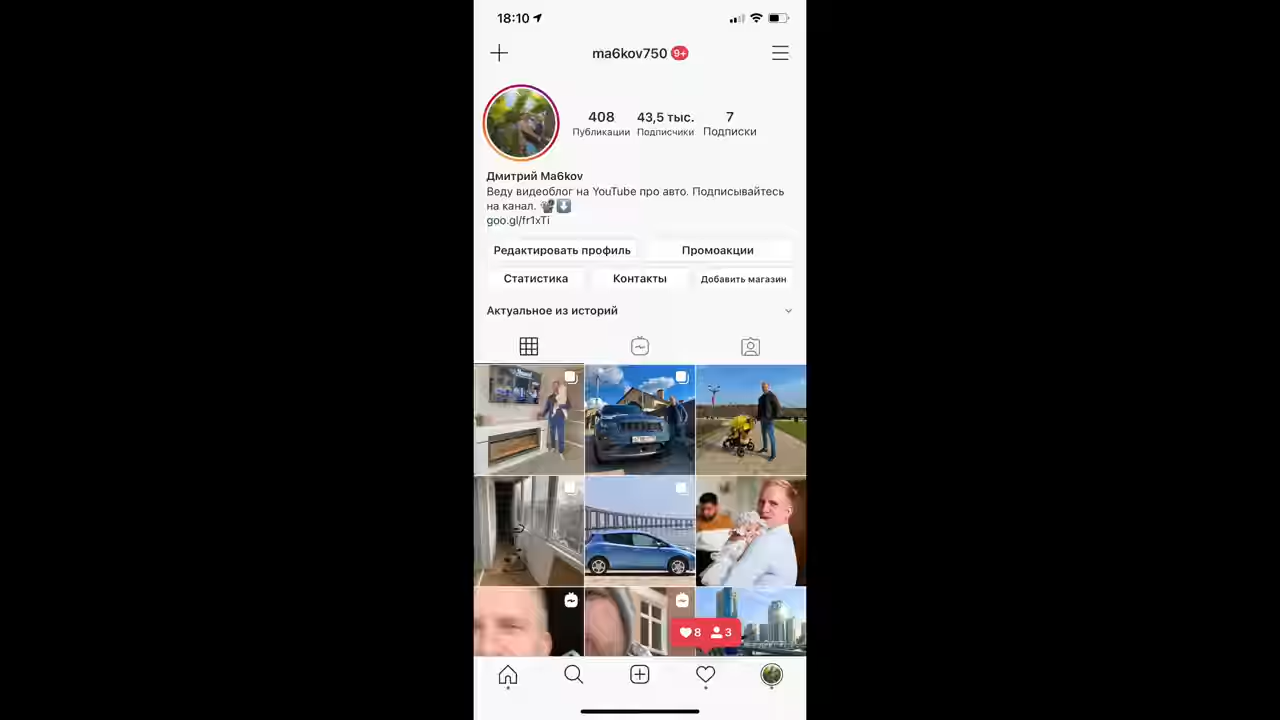 18:10
ma6kov750 9+
408 43,5 тыс. 7
Публикации Подписчики Подписки
Дмитрий Ma6kov
Веду видеоблог на YouTube про авто. Подписывайтесь
на канал.
goo.gl/fr1xTi
Редактировать профиль Промоакции
Статистика Контакты Добавить магазин
Актуальное из историй
8 3